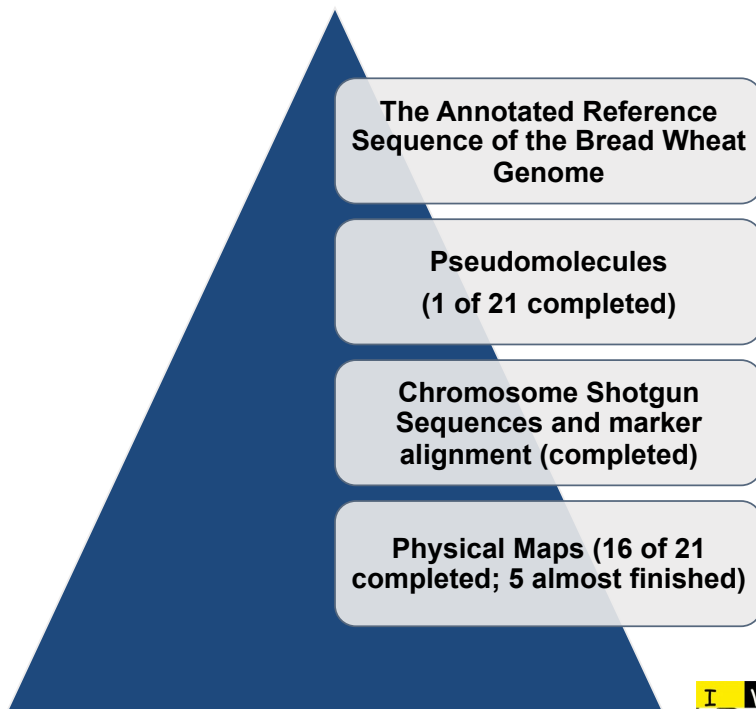 The Annotated Reference
Sequence of the Bread Wheat
Genome
Pseudomolecules
(1 of 21 completed)
Chromosome Shotgun
Sequences and marker
alignment (completed)
Physical Maps (16 of 21
completed; 5 almost finished)
I